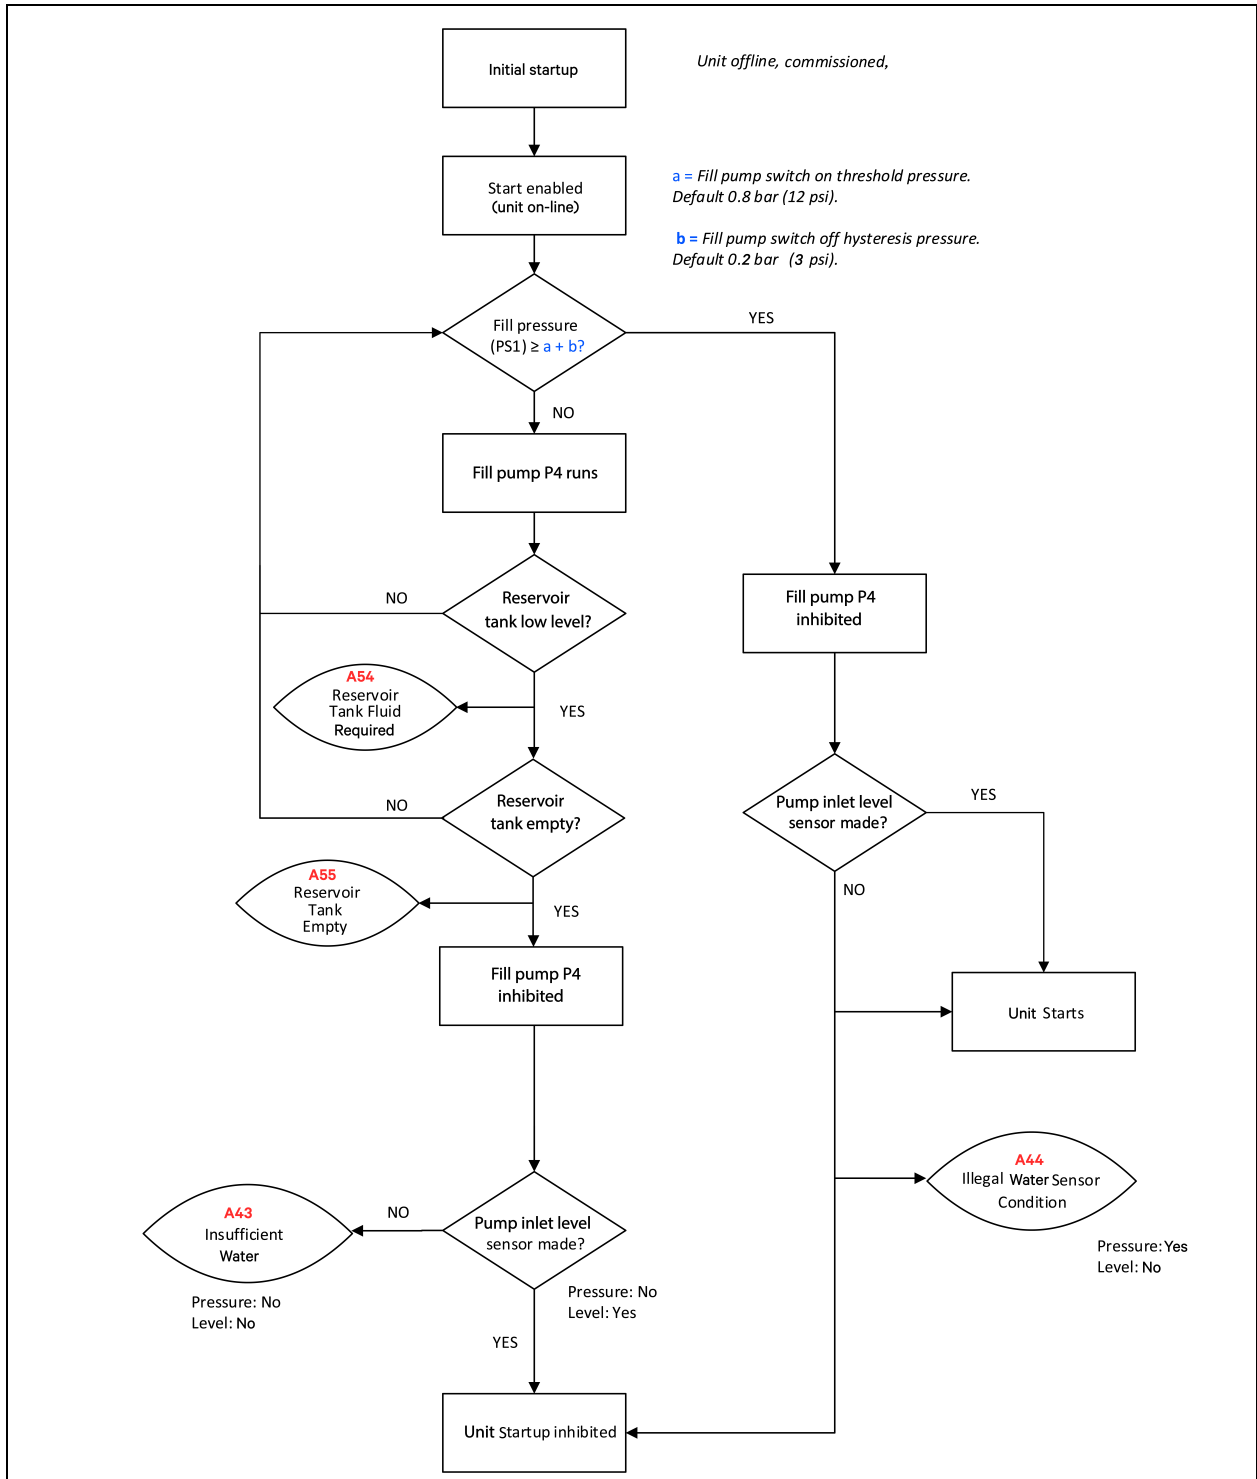 Initial startup
Unit offline, commissioned,
Start enabled
(unit on-line)
a = Fill pump switch on threshold pressure.
Default 0.8 bar (12 psi).
b = Fill pump switch off hysteresis pressure.
Default 0.2 bar (3 psi).
Fill pressure
(PS1) ≥ a + b?
YES
NO
Fill pump P4 runs
Reservoir
tank low level?
NO
Fill pump P4
inhibited
A54
Reservoir
Tank Fluid
Required
YES
Reservoir
tank empty?
NO
Pump inlet level
sensor made?
YES
NO
A55
Reservoir
Tank
Empty
YES
Fill pump P4
inhibited
Unit Starts
A44
Illegal Water Sensor
Condition
Pressure: Yes
Level: No
A43
Insufficient
Water
NO
Pump inlet level
sensor made?
Pressure: No
Level: No
Pressure: No
Level: Yes
YES
Unit Startup inhibited